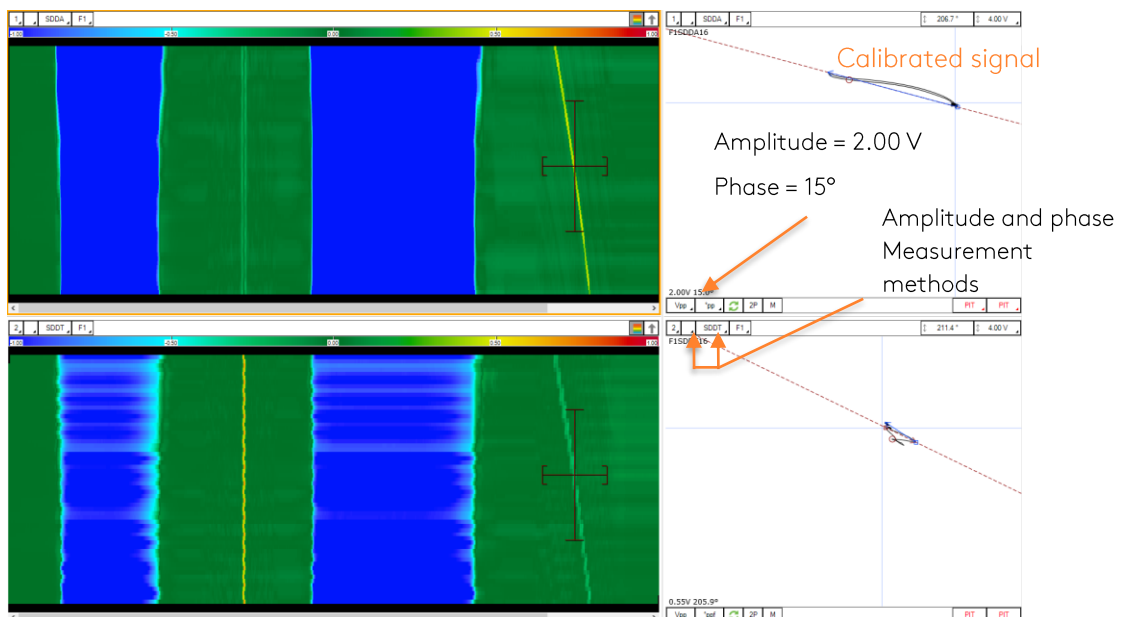 1 SDDA F1
-1.00 -0.50 0.00 0.50 1.00
1 SDDA F1 206.7° 4.00 V
F1SDDA16
Calibrated signal
Amplitude = 2.00 V
Phase = 15°
Amplitude and phase
Measurement
methods
2.00V 15.0°
Vpp °pp 2P M PIT PIT
2 SDDT F1
-1.00 -0.50 0.00 0.50 1.00
2 SDDT F1 211.4° 4.00 V
0.55V 205.9°
Vpp 2P M PIT PIT